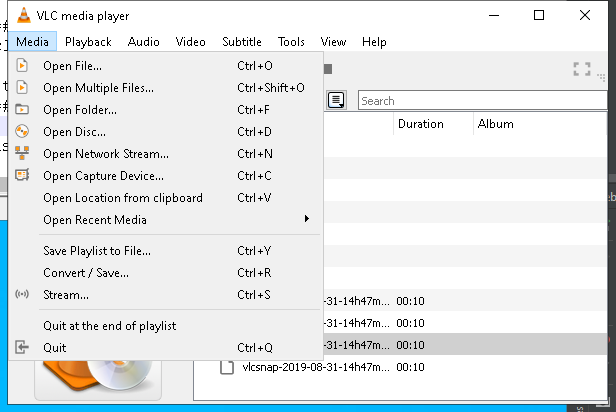 VLC media player
Media Playback Audio Video Subtitle Tools View Help
Open File... Ctrl+O
Open Multiple Files... Ctrl+Shift+O
Open Folder... Ctrl+F
Open Disc... Ctrl+D
Open Network Stream... Ctrl+N
Open Capture Device... Ctrl+C
Open Location from clipboard Ctrl+V
Open Recent Media
Save Playlist to File... Ctrl+Y
Convert / Save... Ctrl+R
Stream... Ctrl+S
Quit at the end of playlist
Quit Ctrl+Q
Search
Duration Album
-31-14h47m... 00:10
-31-14h47m... 00:10
-31-14h47m... 00:10
vlcsnap-2019-08-31-14h47m... 00:10